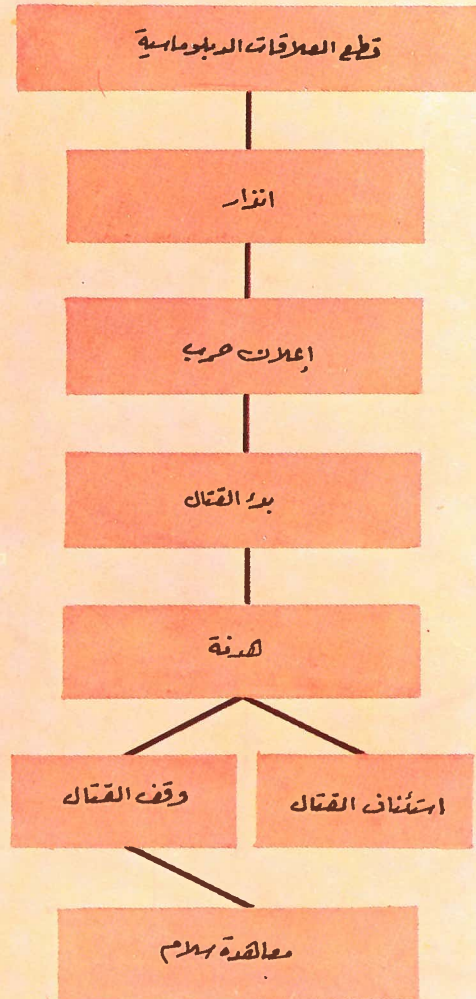 قطع العلاقات الدبلوماسية
انذار
إعلان حرب
بدء القتال
هدنة
استئناف القتال
وقف القتال
معاهدة سلام